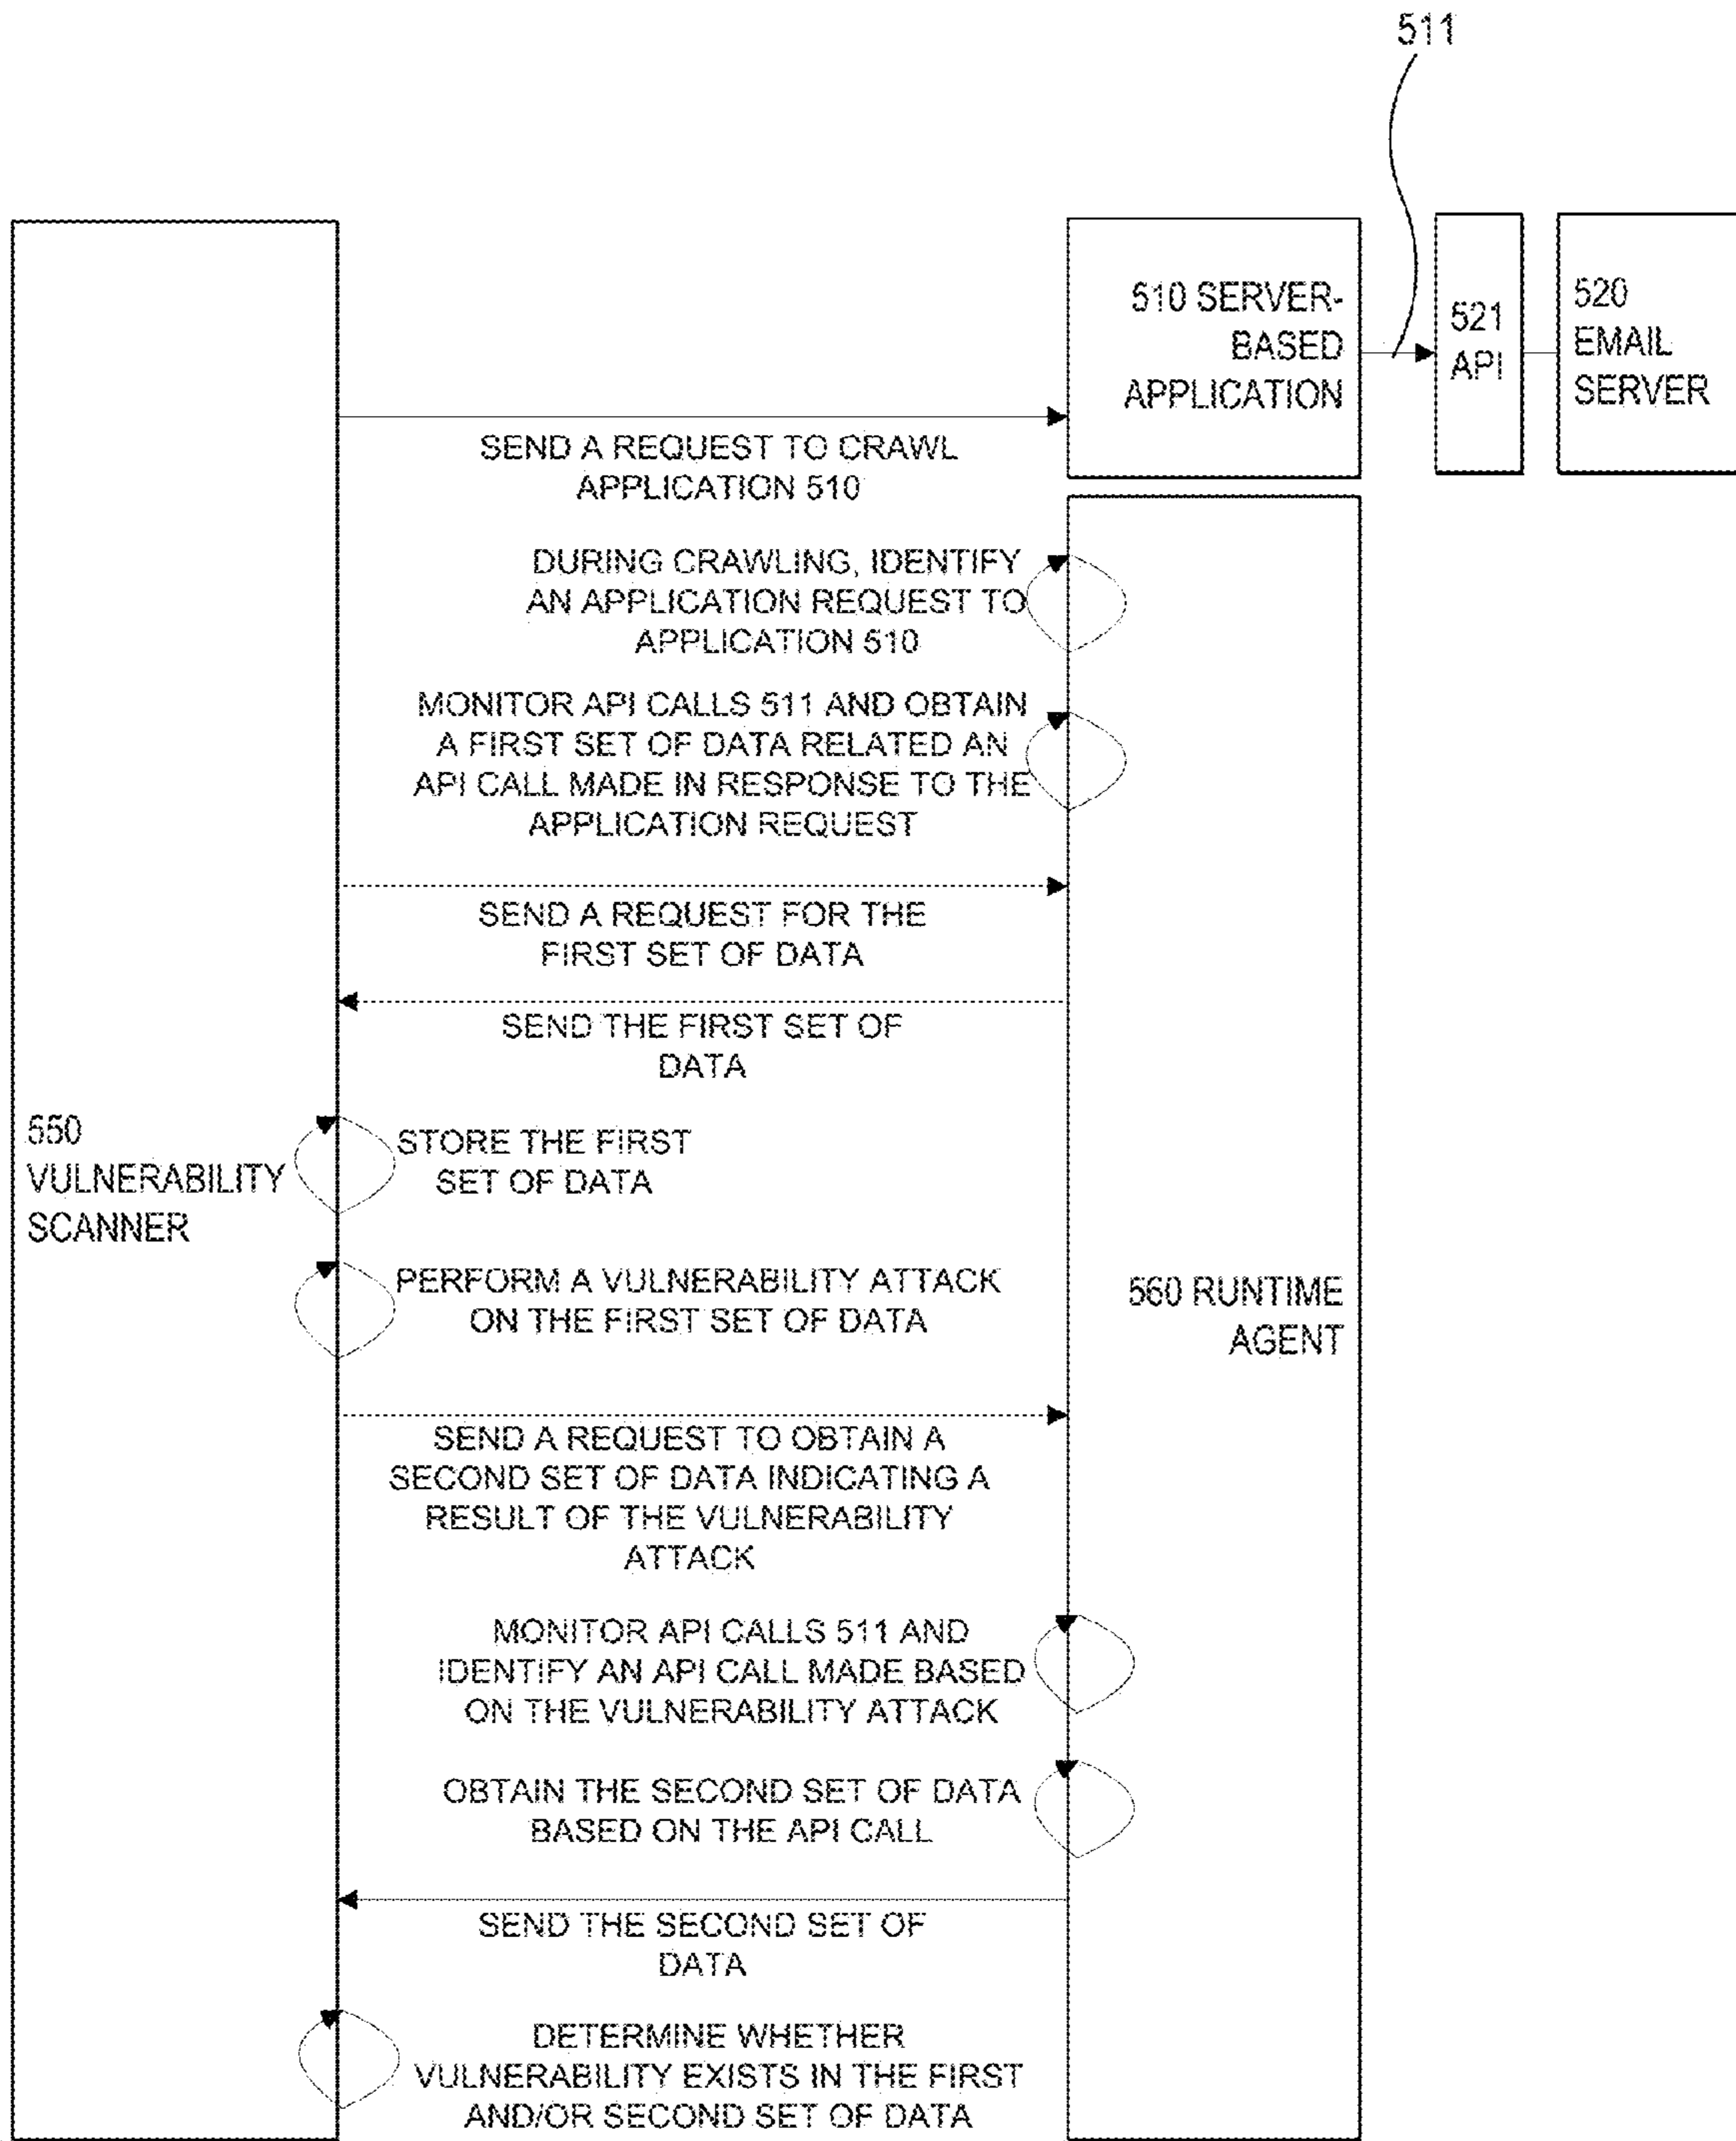 511
510 SERVER-
BASED
APPLICATION
521
API
520
EMAIL
SERVER
SEND A REQUEST TO CRAWL
APPLICATION 510
DURING CRAWLING, IDENTIFY
AN APPLICATION REQUEST TO
APPLICATION 510
MONITOR API CALLS 511 AND OBTAIN
A FIRST SET OF DATA RELATED AN
API CALL MADE IN RESPONSE TO THE
APPLICATION REQUEST
SEND A REQUEST FOR THE
FIRST SET OF DATA
SEND THE FIRST SET OF
DATA
550
VULNERABILITY
SCANNER
STORE THE FIRST
SET OF DATA
PERFORM A VULNERABILITY ATTACK
ON THE FIRST SET OF DATA
560 RUNTIME
AGENT
SEND A REQUEST TO OBTAIN A
SECOND SET OF DATA INDICATING A
RESULT OF THE VULNERABILITY
ATTACK
MONITOR API CALLS 511 AND
IDENTIFY AN API CALL MADE BASED
ON THE VULNERABILITY ATTACK
OBTAIN THE SECOND SET OF DATA
BASED ON THE API CALL
SEND THE SECOND SET OF
DATA
DETERMINE WHETHER
VULNERABILITY EXISTS IN THE FIRST
AND/OR SECOND SET OF DATA